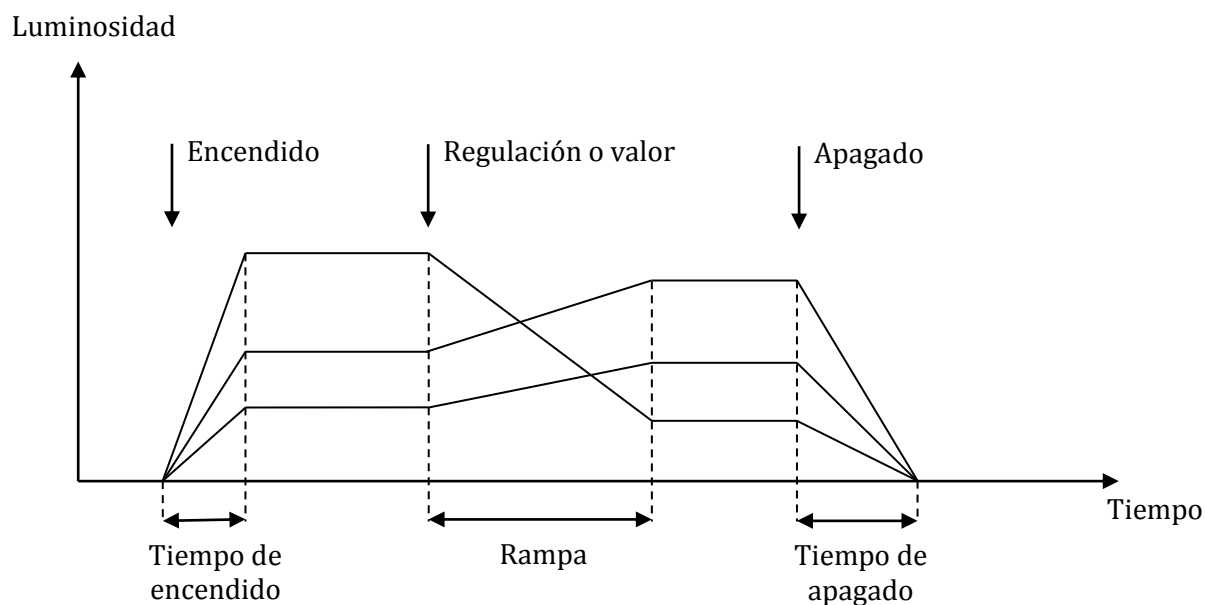 Luminosidad
Encendido
Regulación o valor
Apagado
Tiempo
Tiempo de
encendido
Rampa
Tiempo de
apagado